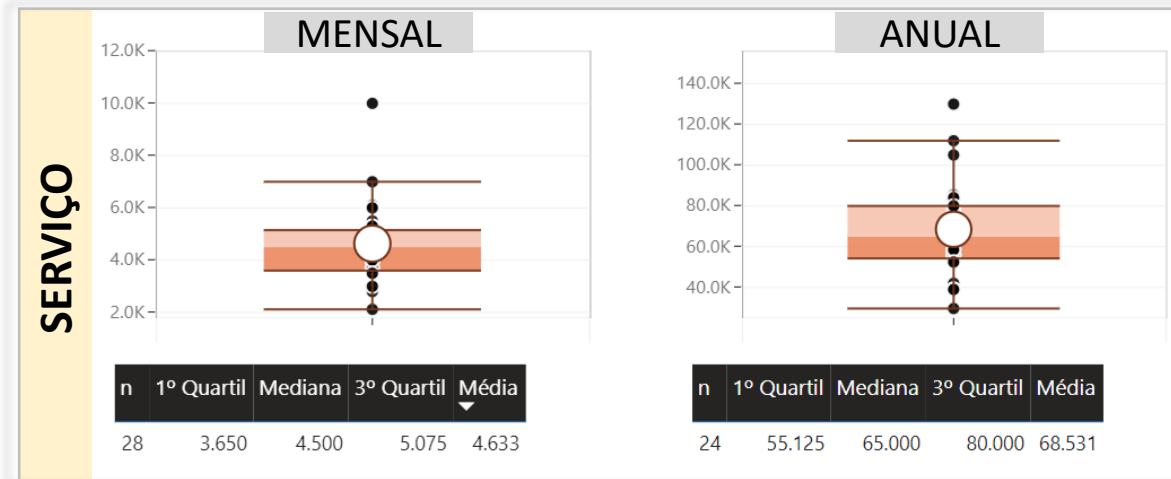 SERVIÇO
MENSAL
12.0K
10.0K
8.0K
6.0K
4.0K
2.0K
n 1º Quartil Mediana 3º Quartil Média
28 3.650 4.500 5.075 4.633
ANUAL
140.0K
120.0K
100.0K
80.0K
60.0K
40.0K
n 1º Quartil Mediana 3º Quartil Média
24 55.125 65.000 80.000 68.531